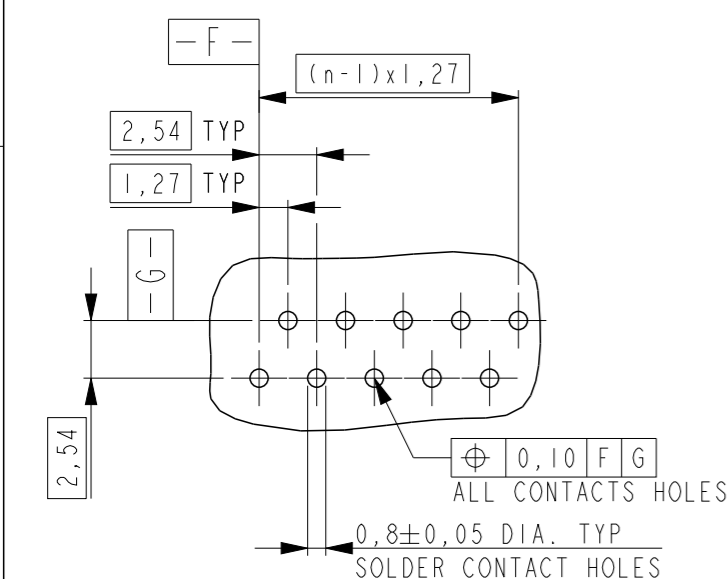 -F-
(n-1)x1,27
2,54 TYP
1,27 TYP
-G-
2,54
⌖ 0,10 F G
ALL CONTACTS HOLES
0,8±0,05 DIA. TYP
SOLDER CONTACT HOLES